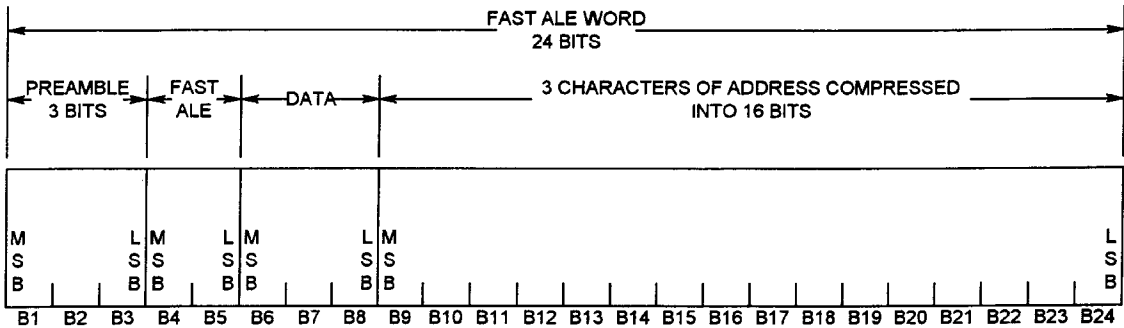 FAST ALE WORD
24 BITS
PREAMBLE
3 BITS
FAST
ALE
DATA
3 CHARACTERS OF ADDRESS COMPRESSED
INTO 16 BITS
M L M L M L M L
S S S S S S S S
B B B B B B B B
B1 B2 B3 B4 B5 B6 B7 B8 B9 B10 B11 B12 B13 B14 B15 B16 B17 B18 B19 B20 B21 B22 B23 B24